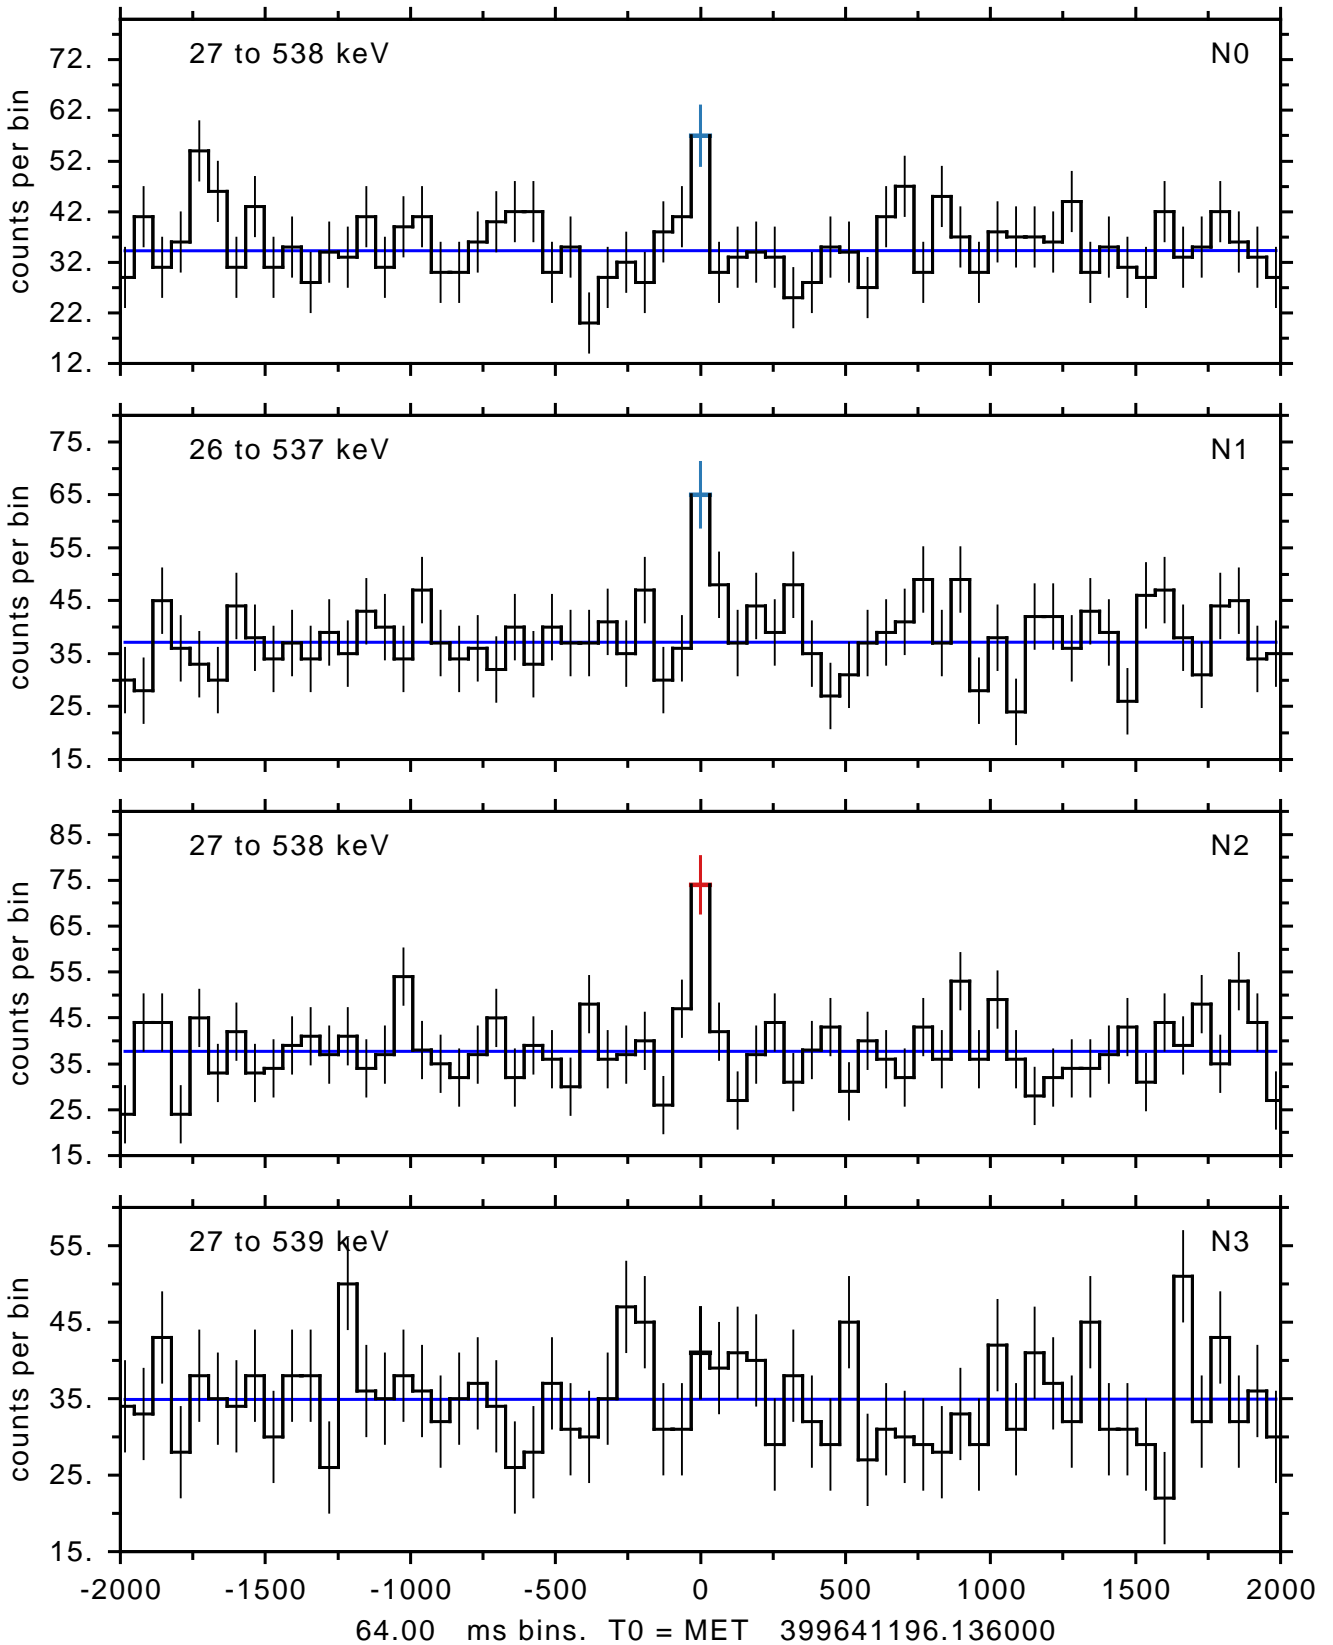 27 to 538 keV N0
counts per bin
72.
62.
52.
42.
32.
22.
12.
26 to 537 keV N1
counts per bin
75.
65.
55.
45.
35.
25.
15.
27 to 538 keV N2
counts per bin
85.
75.
65.
55.
45.
35.
25.
15.
27 to 539 keV N3
counts per bin
55.
45.
35.
25.
15.
-2000 -1500 -1000 -500 0 500 1000 1500 2000
64.00 ms bins. T0 = MET 399641196.136000